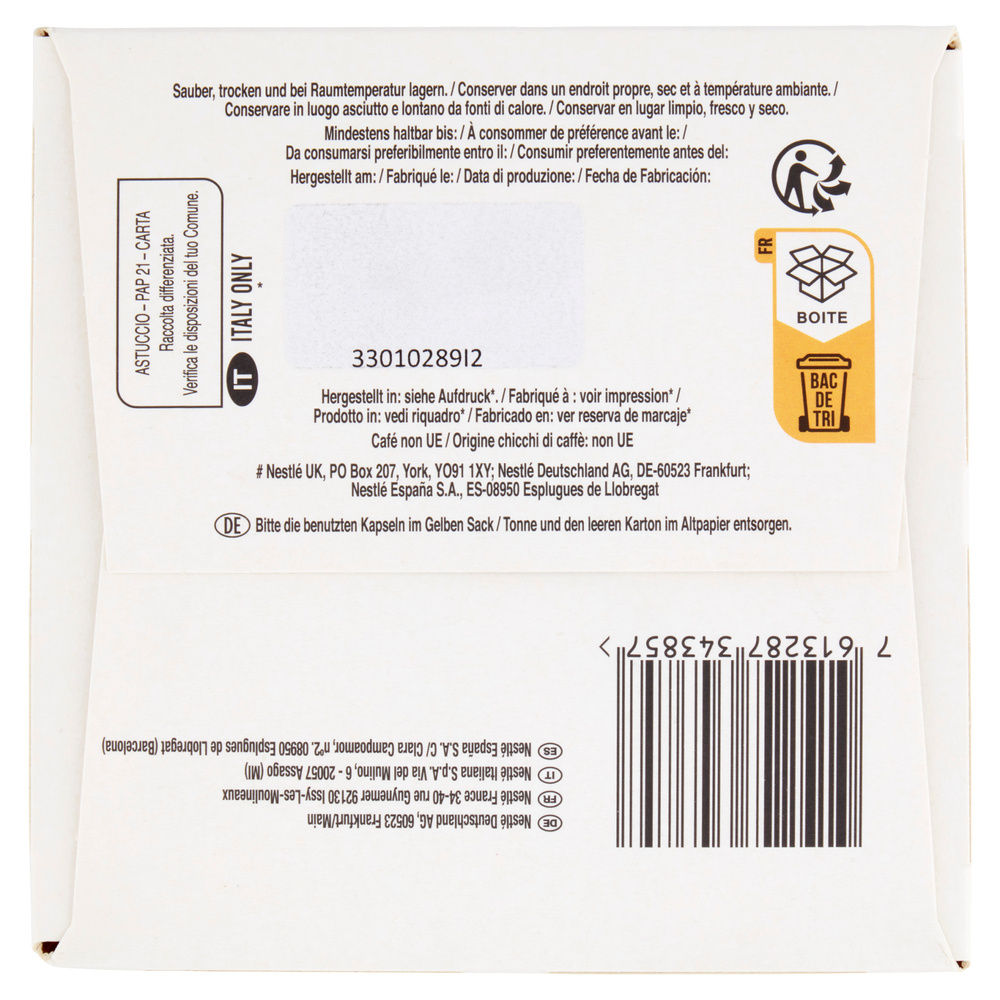 Sauber, trocken und bei Raumtemperatur lagern. / Conserver dans un endroit propre, sec et à température ambiante. /
Conservare in luogo asciutto e lontano da fonti di calore. / Conservar en lugar limpio, fresco y seco.
Mindestens haltbar bis: / À consommer de préférence avant le: /
Da consumarsi preferibilmente entro il: / Consumir preferentemente antes del:
Hergestellt am: / Fabriqué le: / Data di produzione: / Fecha de Fabricación:
ASTUCCIO – PAP 21 – CARTA
Raccolta differenziata.
Verifica le disposizioni del tuo Comune.
IT ITALY ONLY
*
FR
BOITE
BAC
DE
TRI
3301028912
Hergestellt in: siehe Aufdruck*. / Fabriqué à : voir impression* /
Prodotto in: vedi riquadro* / Fabricado en: ver reserva de marcaje*
Café non UE / Origine chicchi di caffè: non UE
# Nestlé UK, PO Box 207, York, YO91 1XY; Nestlé Deutschland AG, DE-60523 Frankfurt;
Nestlé España S.A., ES-08950 Esplugues de Llobregat
DE Bitte die benutzten Kapseln im Gelben Sack / Tonne und den leeren Karton im Altpapier entsorgen.
7 613287 343857 >
DE Nestlé Deutschland AG, 60523 Frankfurt/Main
FR Nestlé France 34-40 rue Guynemer 92130 Issy-Les-Moulineaux
IT Nestlé Italiana S.p.A. Via del Mulino, 6 - 20057 Assago (MI)
ES Nestlé España S.A. C/ Clara Campoamor, nº2. 08950 Esplugues de Llobregat (Barcelona)